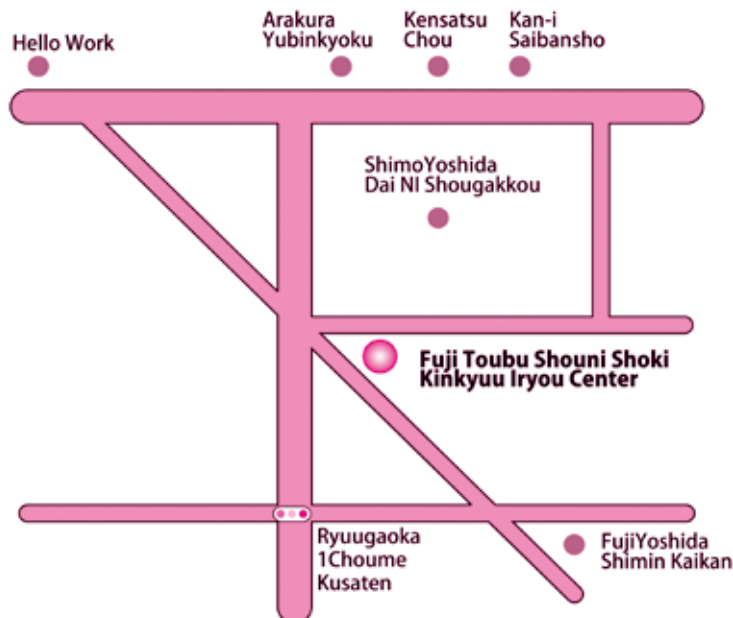 Hello Work
Arakura
Yubinkyoku
Kensatsu
Chou
Kan-i
Saibansho
ShimoYoshida
Dai NI Shougakkou
Fuji Toubu Shouni Shoki
Kinkyuu Iryou Center
Ryuugaoka
1Choume
Kusaten
FujiYoshida
Shimin Kaikan